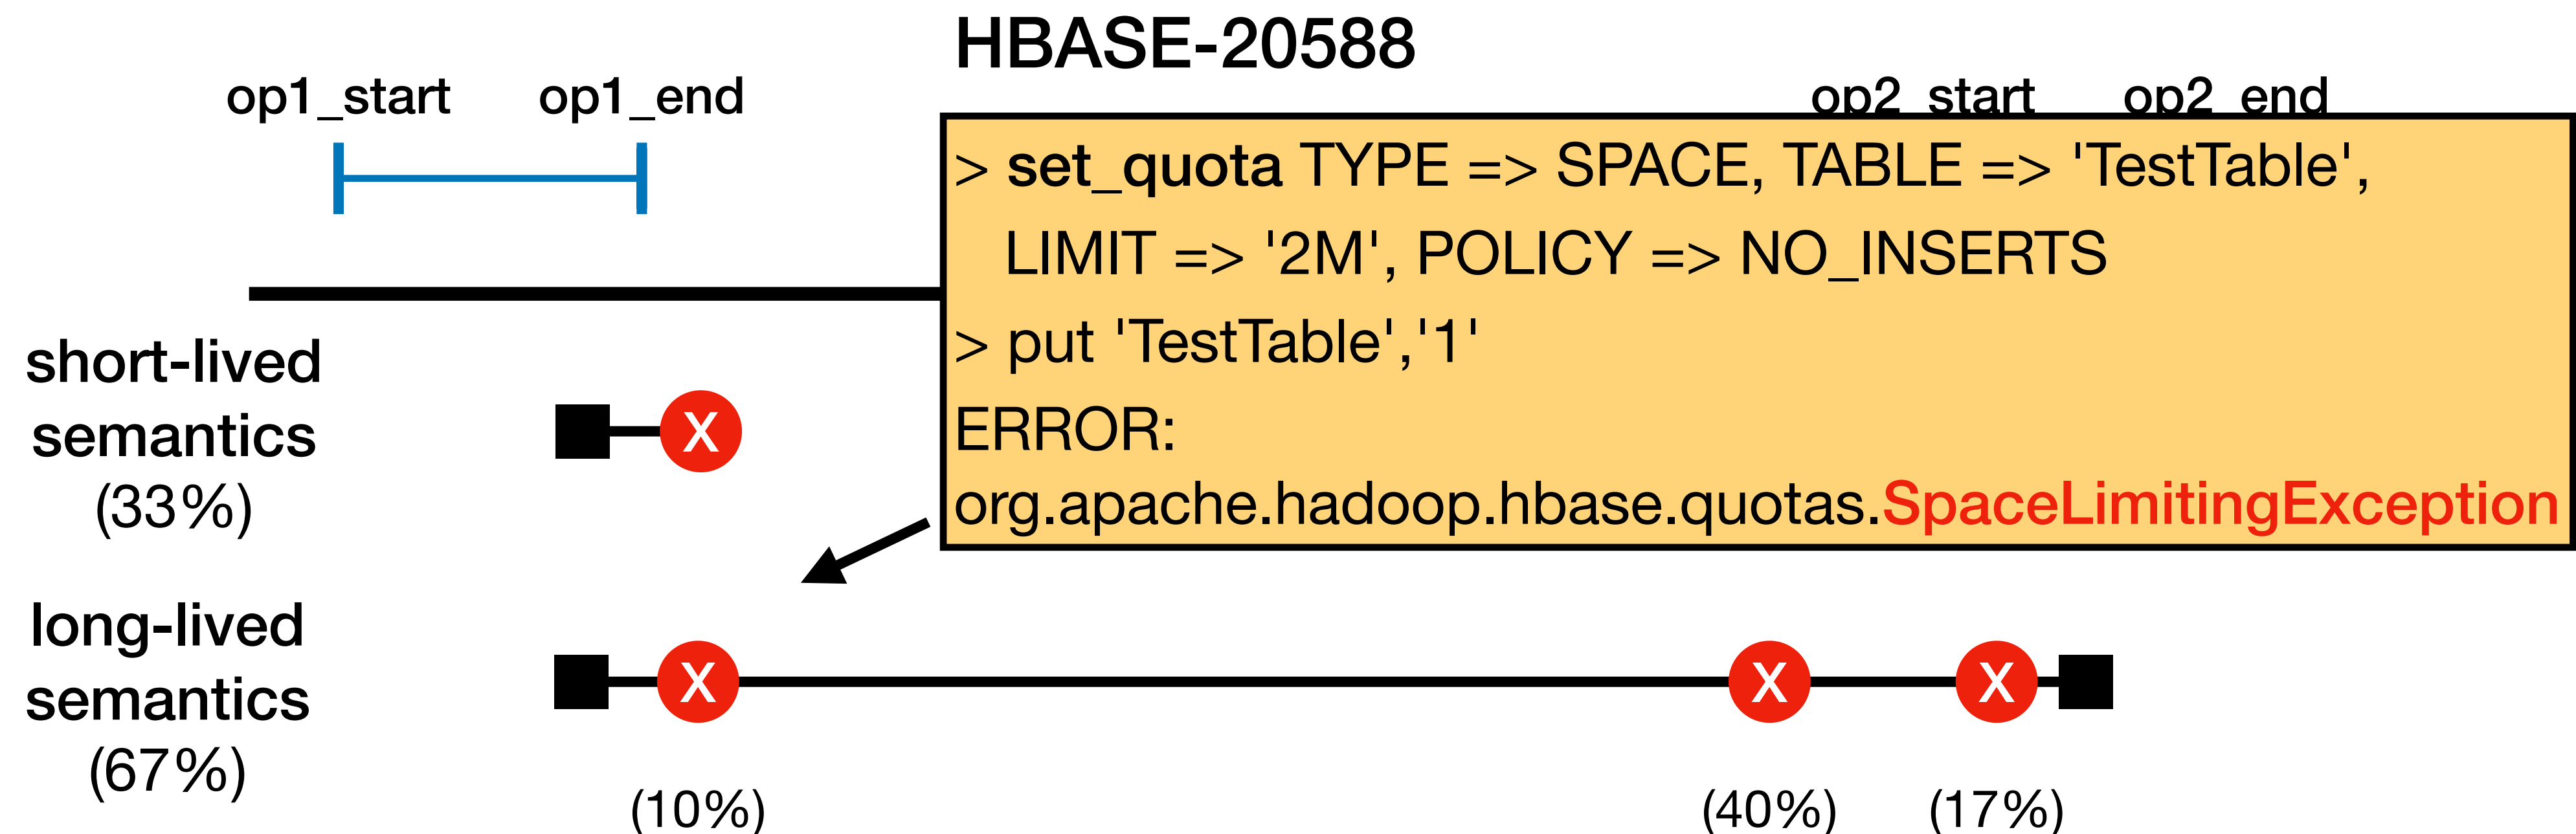 HBASE-20588
op1_start op1_end op2_start op2_end
> set_quota TYPE => SPACE, TABLE => 'TestTable',
LIMIT => '2M', POLICY => NO_INSERTS
> put 'TestTable','1'
ERROR:
org.apache.hadoop.hbase.quotas.SpaceLimitingException
short-lived
semantics
(33%)
X
long-lived
semantics
(67%)
X X X
(10%) (40%) (17%)